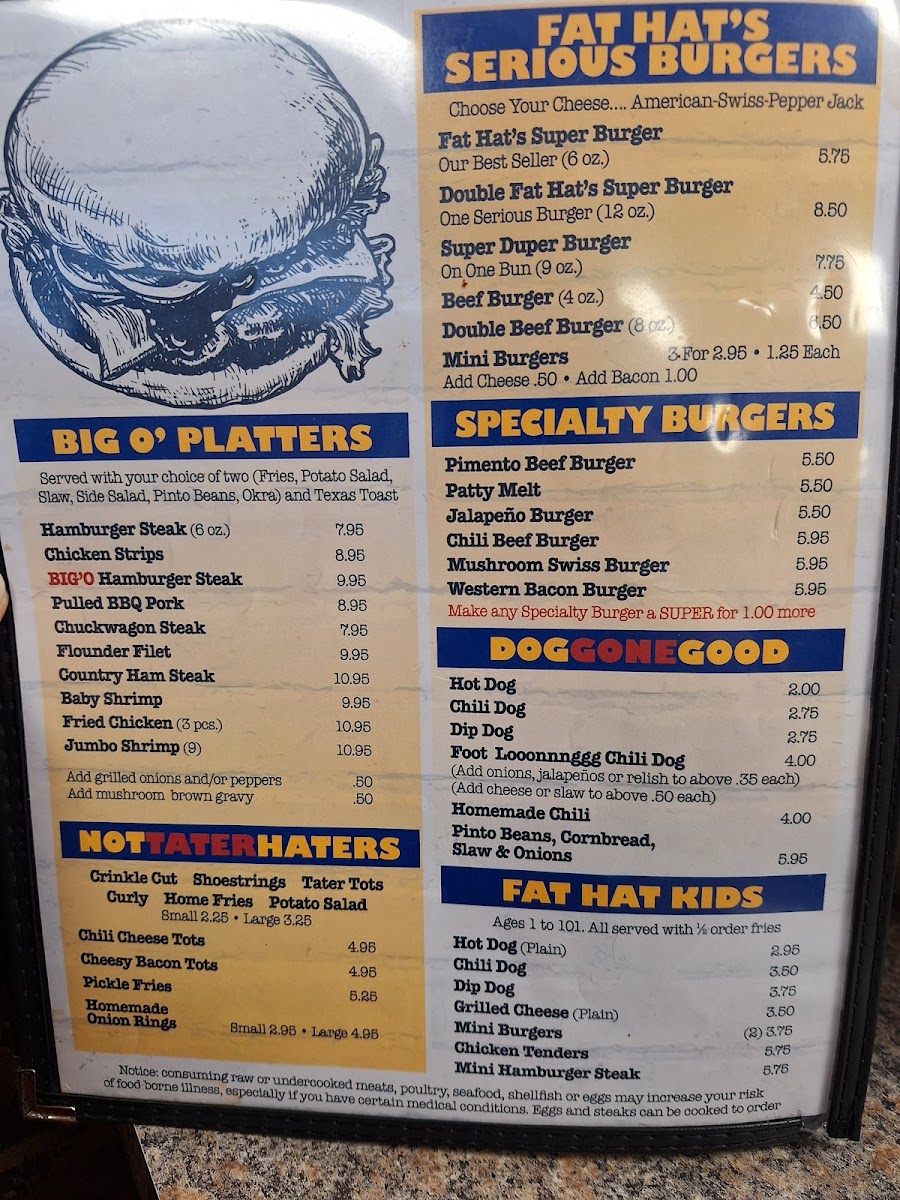 BIG O' PLATTERS
Served with your choice of two (Fries, Potato Salad,
Slaw, Side Salad, Pinto Beans, Okra) and Texas Toast
Hamburger Steak (6 oz.) 7.95
Chicken Strips 8.95
BIG'O Hamburger Steak 9.95
Pulled BBQ Pork 8.95
Chuckwagon Steak 7.95
Flounder Filet 9.95
Country Ham Steak 10.95
Baby Shrimp 9.95
Fried Chicken (3 pcs.) 10.95
Jumbo Shrimp (9) 10.95
Add grilled onions and/or peppers .50
Add mushroom brown gravy .50
NOTTATERHATERS
Crinkle Cut Shoestrings Tater Tots
Curly Home Fries Potato Salad
Small 2.25 • Large 3.25
Chili Cheese Tots 4.95
Cheesy Bacon Tots 4.95
Pickle Fries 5.25
Homemade
Onion Rings Small 2.95 • Large 4.95
FAT HAT'S
SERIOUS BURGERS
Choose Your Cheese.... American-Swiss-Pepper Jack
Fat Hat's Super Burger
Our Best Seller (6 oz.) 5.75
Double Fat Hat's Super Burger
One Serious Burger (12 oz.) 8.50
Super Duper Burger
On One Bun (9 oz.) 7.75
Beef Burger (4 oz.) 4.50
Double Beef Burger (8 oz.) 6.50
Mini Burgers 3 For 2.95 • 1.25 Each
Add Cheese .50 • Add Bacon 1.00
SPECIALTY BURGERS
Pimento Beef Burger 5.50
Patty Melt 5.50
Jalapeño Burger 5.50
Chili Beef Burger 5.95
Mushroom Swiss Burger 5.95
Western Bacon Burger 5.95
Make any Specialty Burger a SUPER for 1.00 more
DOGGONEGOOD
Hot Dog 2.00
Chili Dog 2.75
Dip Dog 2.75
Foot Looonnnggg Chili Dog 4.00
(Add onions, jalapeños or relish to above .35 each)
(Add cheese or slaw to above .50 each)
Homemade Chili 4.00
Pinto Beans, Cornbread,
Slaw & Onions 5.95
FAT HAT KIDS
Ages 1 to 101. All served with ½ order fries
Hot Dog (Plain) 2.95
Chili Dog 3.50
Dip Dog 3.75
Grilled Cheese (Plain) 3.50
Mini Burgers (2) 3.75
Chicken Tenders 5.75
Mini Hamburger Steak 5.75
Notice: consuming raw or undercooked meats, poultry, seafood, shellfish or eggs may increase your risk
of food borne illness, especially if you have certain medical conditions. Eggs and steaks can be cooked to order